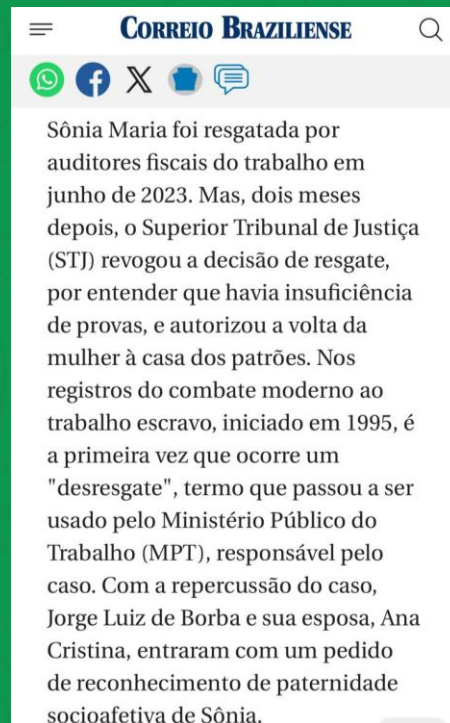 CORREIO BRAZILIENSE
Sônia Maria foi resgatada por
auditores fiscais do trabalho em
junho de 2023. Mas, dois meses
depois, o Superior Tribunal de Justiça
(STJ) revogou a decisão de resgate,
por entender que havia insuficiência
de provas, e autorizou a volta da
mulher à casa dos patrões. Nos
registros do combate moderno ao
trabalho escravo, iniciado em 1995, é
a primeira vez que ocorre um
"desresgate", termo que passou a ser
usado pelo Ministério Público do
Trabalho (MPT), responsável pelo
caso. Com a repercussão do caso,
Jorge Luiz de Borba e sua esposa, Ana
Cristina, entraram com um pedido
de reconhecimento de paternidade
socioafetiva de Sônia.